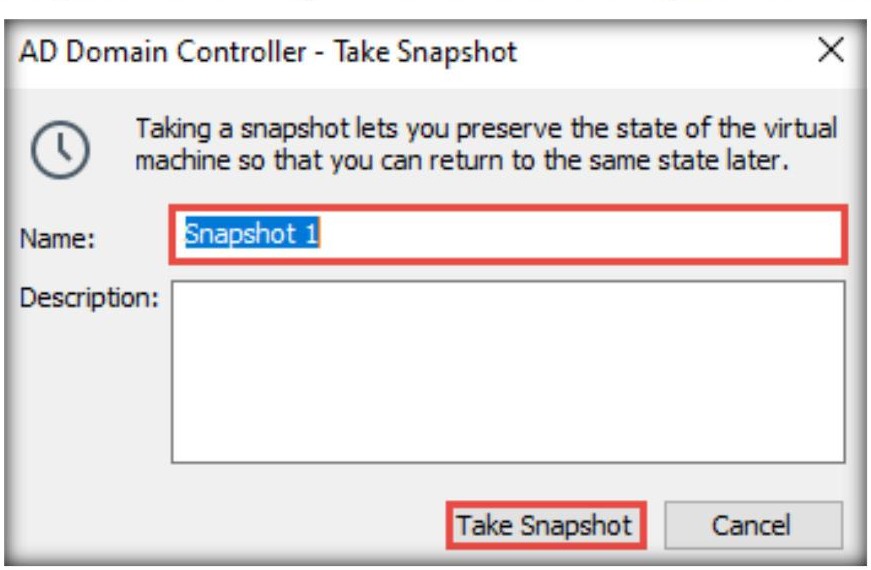 AD Domain Controller - Take Snapshot
Taking a snapshot lets you preserve the state of the virtual
machine so that you can return to the same state later.
Name:
Snapshot 1
Description:
Take Snapshot
Cancel